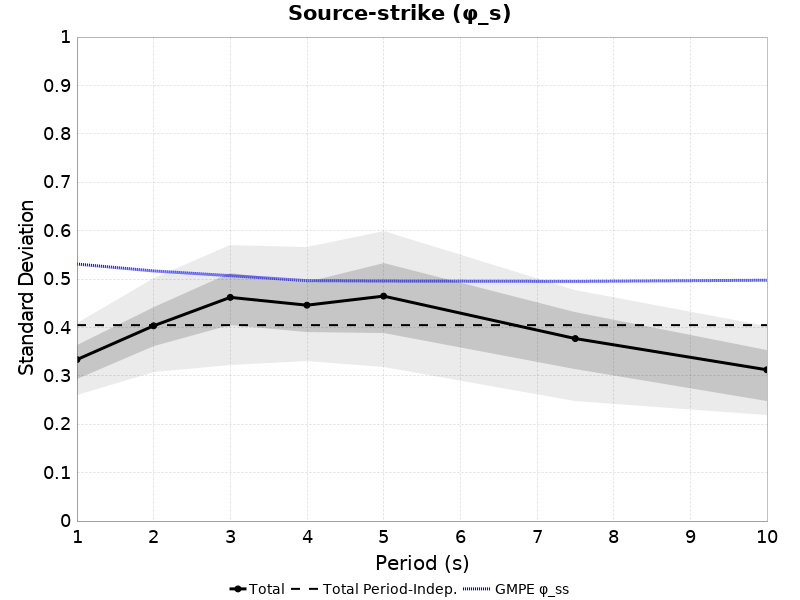 Source-strike (φ_s)
Standard Deviation
1
0.9
0.8
0.7
0.6
0.5
0.4
0.3
0.2
0.1
0
1 2 3 4 5 6 7 8 9 10
Period (s)
Total Total Period-Indep. GMPE φ_ss